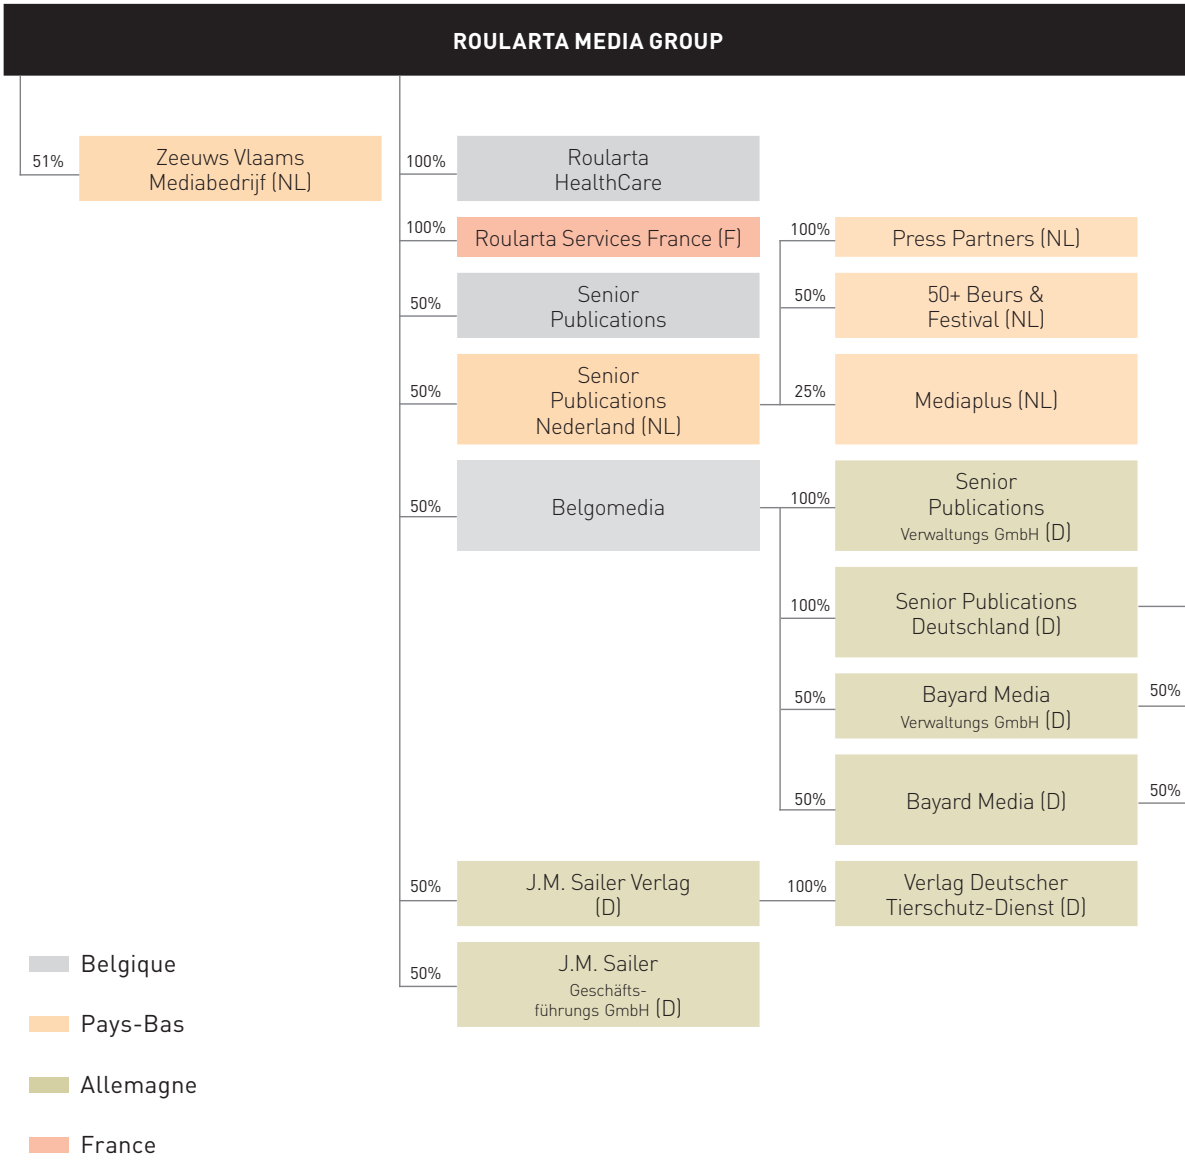 ROULARTA MEDIA GROUP
51%
Zeeuws Vlaams
Mediabedrijf (NL)
100%
Roularta
HealthCare
100%
Roularta Services France (F)
50%
Senior
Publications
50%
Senior
Publications
Nederland (NL)
100%
Press Partners (NL)
50%
50+ Beurs &
Festival (NL)
25%
Mediaplus (NL)
50%
Belgomedia
100%
Senior
Publications
Verwaltungs GmbH (D)
100%
Senior Publications
Deutschland (D)
50%
Bayard Media
Verwaltungs GmbH (D)
50%
50%
Bayard Media (D)
50%
50%
J.M. Sailer Verlag
(D)
100%
Verlag Deutscher
Tierschutz-Dienst (D)
50%
J.M. Sailer
Geschäfts-
führungs GmbH (D)
Belgique
Pays-Bas
Allemagne
France